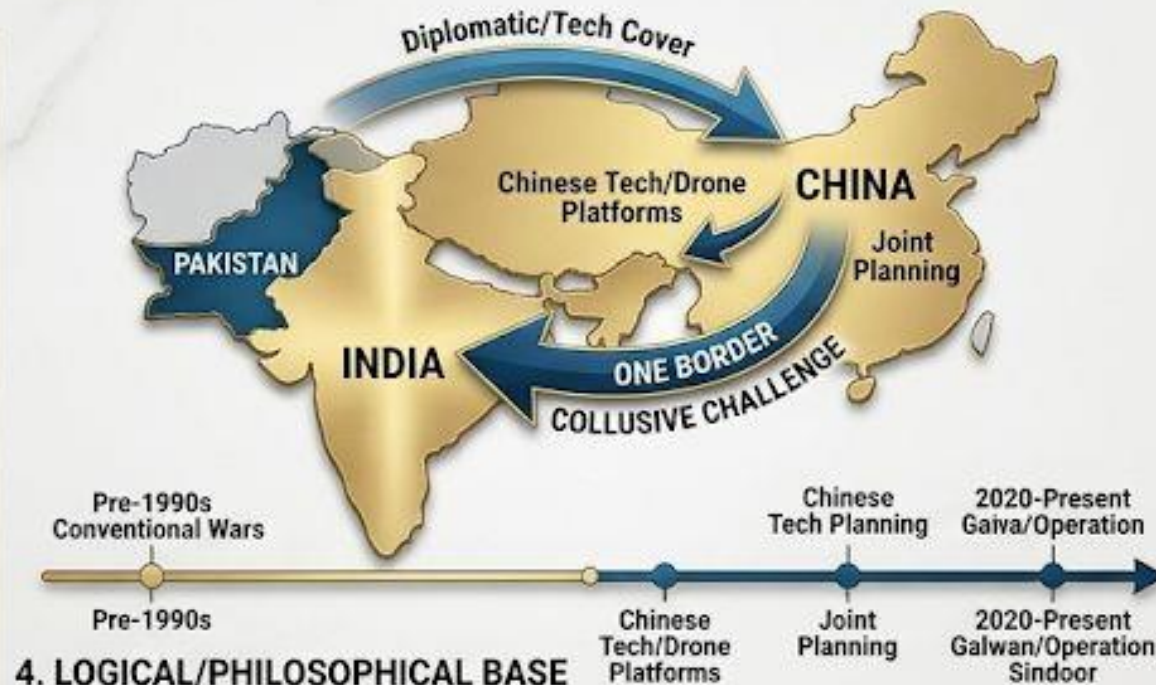 Diplomatic/Tech Cover
Chinese Tech/Drone
Platforms
CHINA
Joint
Planning
PAKISTAN
INDIA
ONE BORDER
COLLUSIVE CHALLENGE
Pre-1990s
Conventional Wars
Chinese
Tech Planning
2020-Present
Gaiva/Operation
Pre-1990s
Chinese
Tech/Drone
Platforms
Joint
Planning
2020-Present
Galwan/Operation
Sindoor
4. LOGICAL/PHILOSOPHICAL BASE